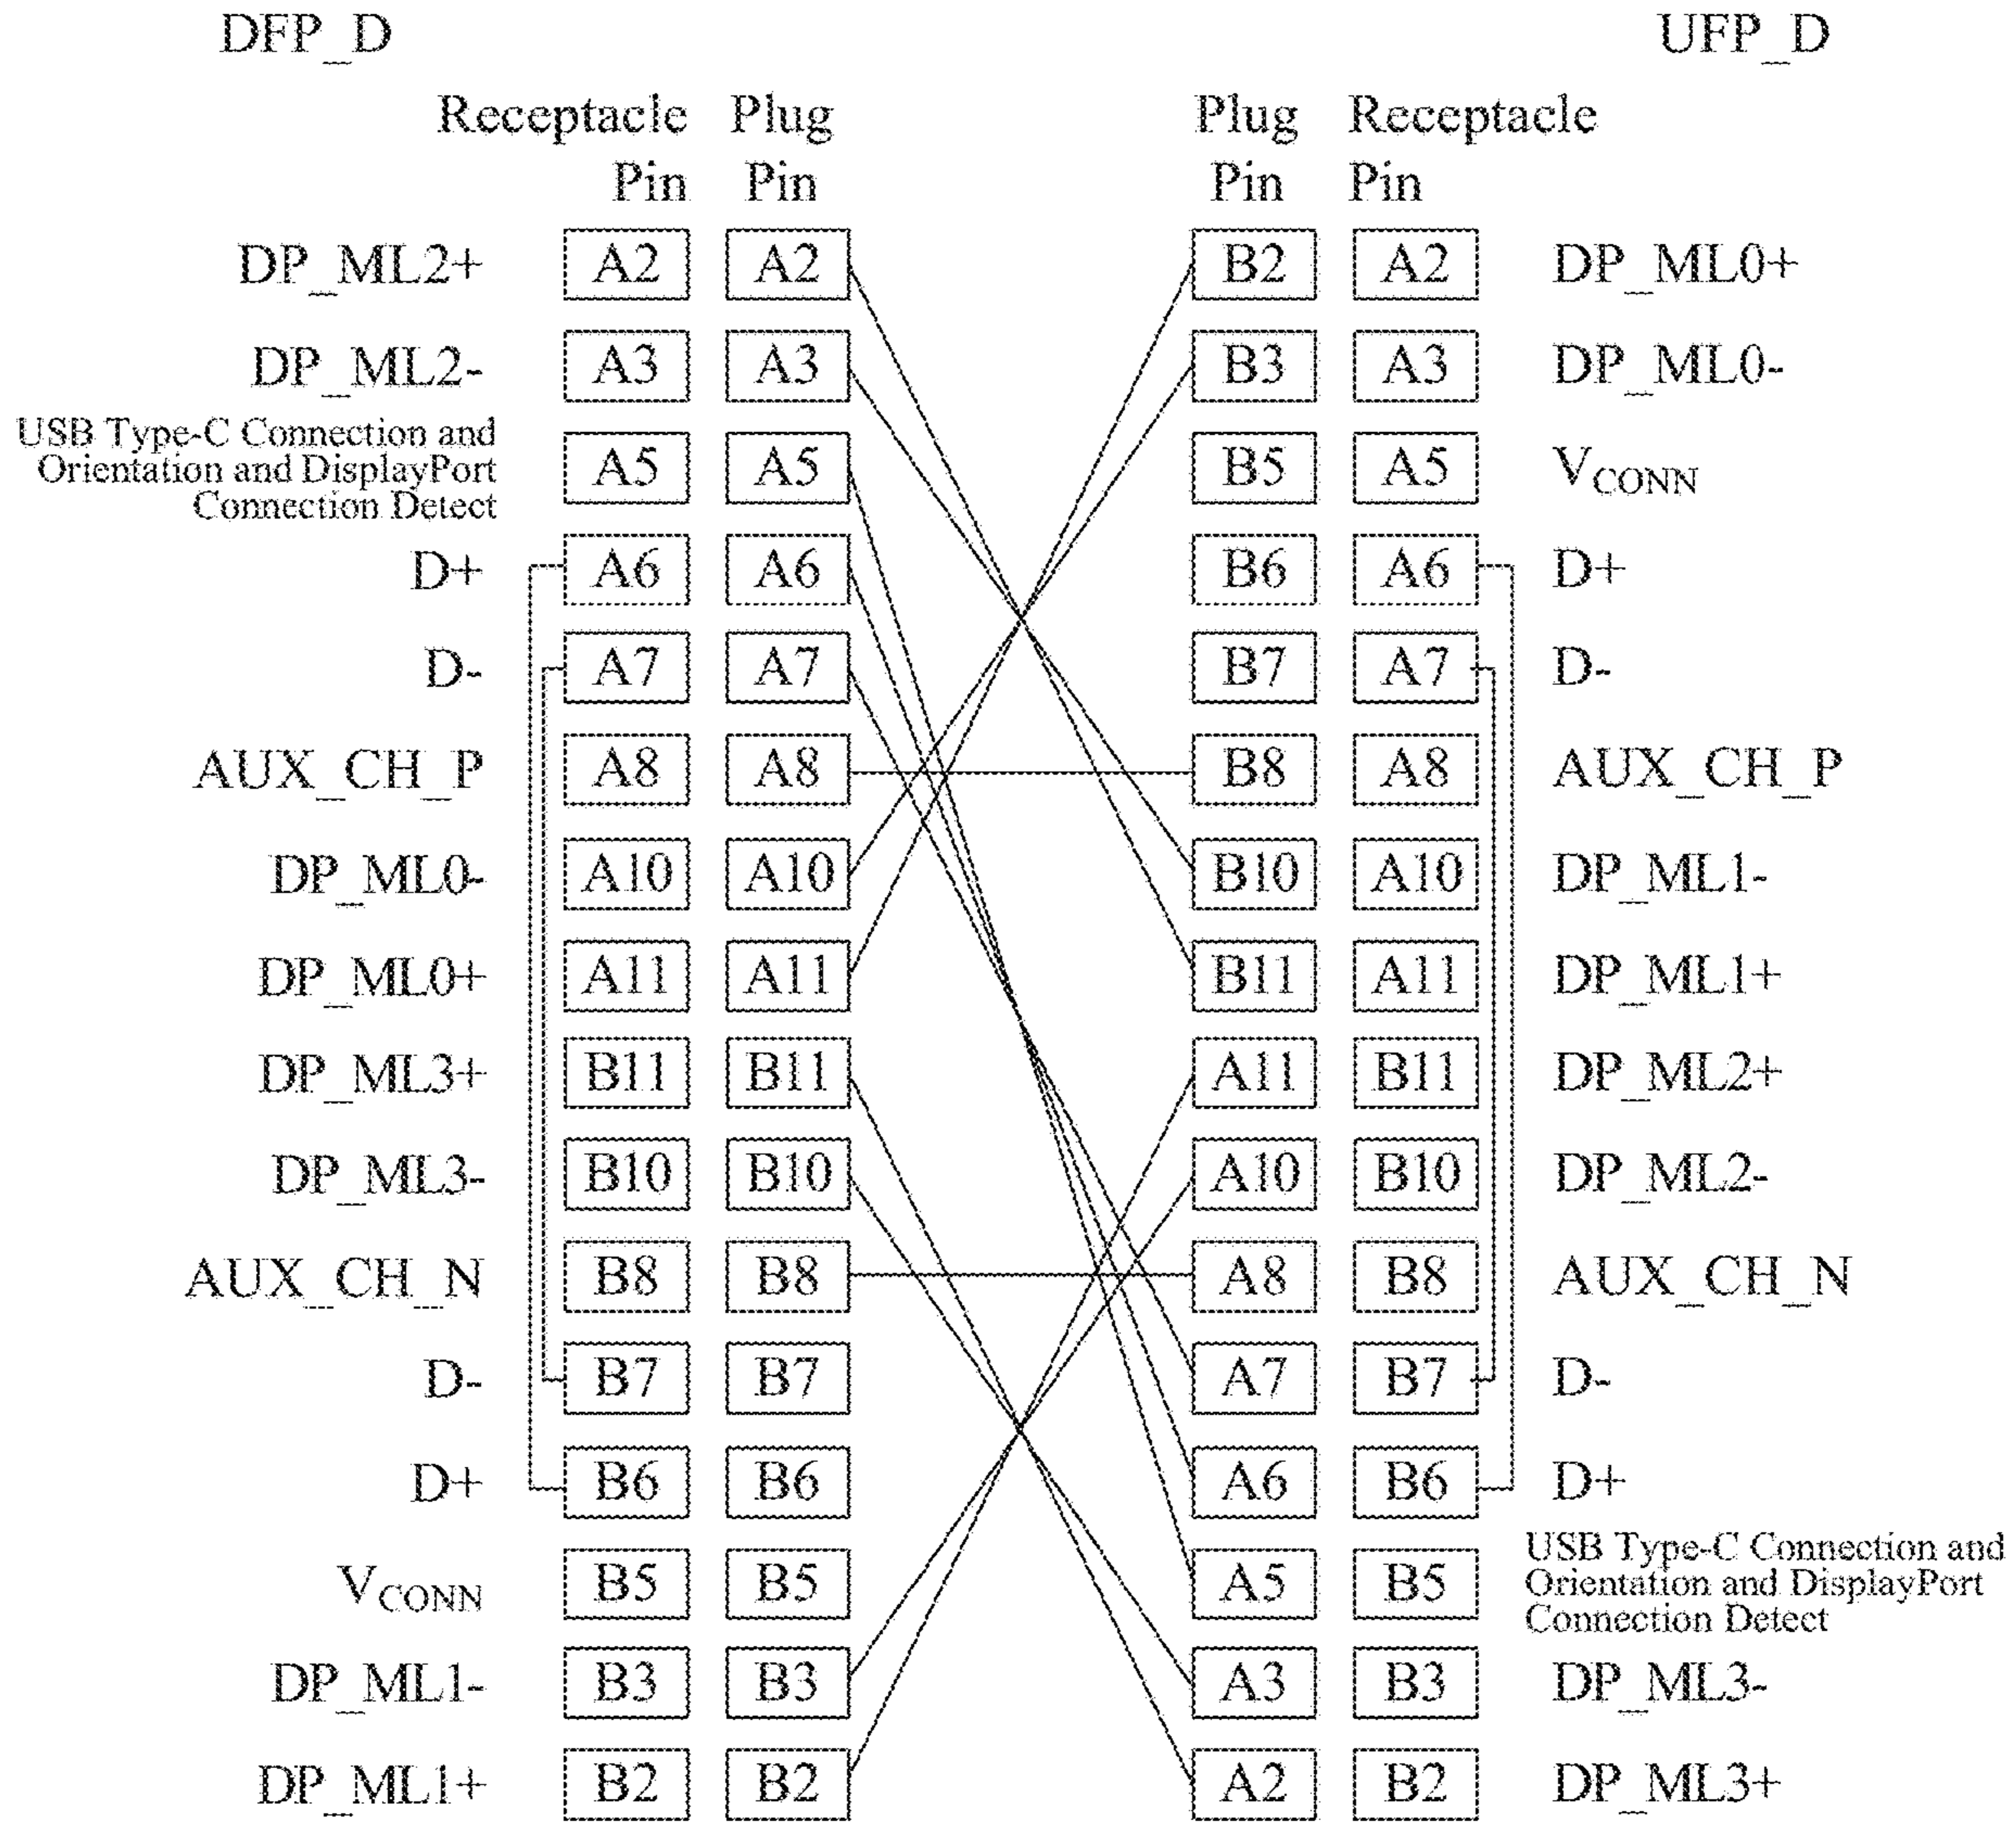 DFP_D UFP_D
Receptacle Plug Plug Receptacle
Pin Pin Pin Pin
DP_ML2+ A2 A2 B2 A2 DP_ML0+
DP_ML2- A3 A3 B3 A3 DP_ML0-
USB Type-C Connection and
Orientation and DisplayPort
Connection Detect
A5 A5 B5 A5 VCONN
D+ A6 A6 B6 A6 D+
D- A7 A7 B7 A7 D-
AUX_CH_P A8 A8 B8 A8 AUX_CH_P
DP_ML0- A10 A10 B10 A10 DP_ML1-
DP_ML0+ A11 A11 B11 A11 DP_ML1+
DP_ML3+ B11 B11 A11 B11 DP_ML2+
DP_ML3- B10 B10 A10 B10 DP_ML2-
AUX_CH_N B8 B8 A8 B8 AUX_CH_N
D- B7 B7 A7 B7 D-
D+ B6 B6 A6 B6 D+
VCONN B5 B5 A5 B5
USB Type-C Connection and
Orientation and DisplayPort
Connection Detect
DP_ML1- B3 B3 A3 B3 DP_ML3-
DP_ML1+ B2 B2 A2 B2 DP_ML3+